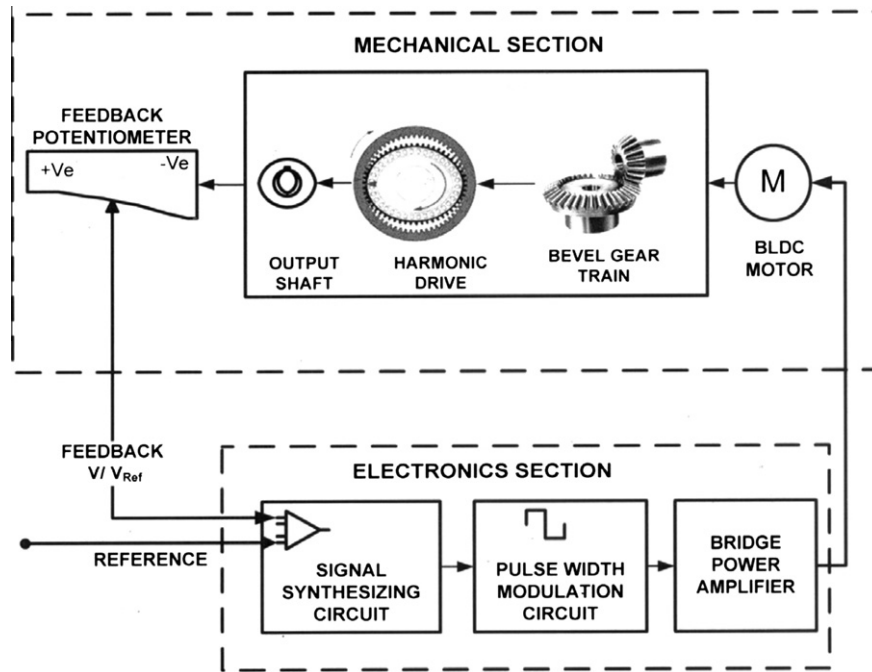 MECHANICAL SECTION
FEEDBACK
POTENTIOMETER
+Ve
-Ve
M
OUTPUT
SHAFT
HARMONIC
DRIVE
BEVEL GEAR
TRAIN
BLDC
MOTOR
FEEDBACK
V/ VRef
ELECTRONICS SECTION
REFERENCE
SIGNAL
SYNTHESIZING
CIRCUIT
PULSE WIDTH
MODULATION
CIRCUIT
BRIDGE
POWER
AMPLIFIER